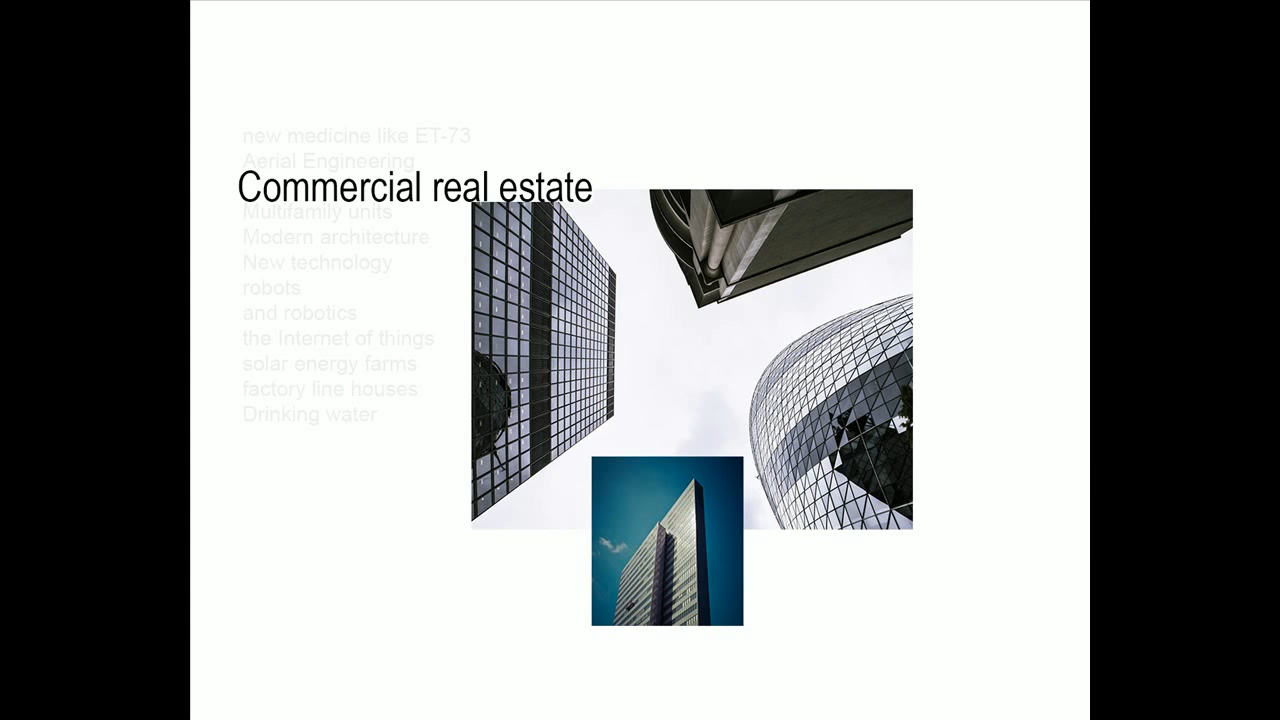 new medicine like ET-73
Aerial Engineering
Commercial real estate
Multifamily units
Modern architecture
New technology
robots
and robotics
the Internet of things
solar energy farms
factory line houses
Drinking water